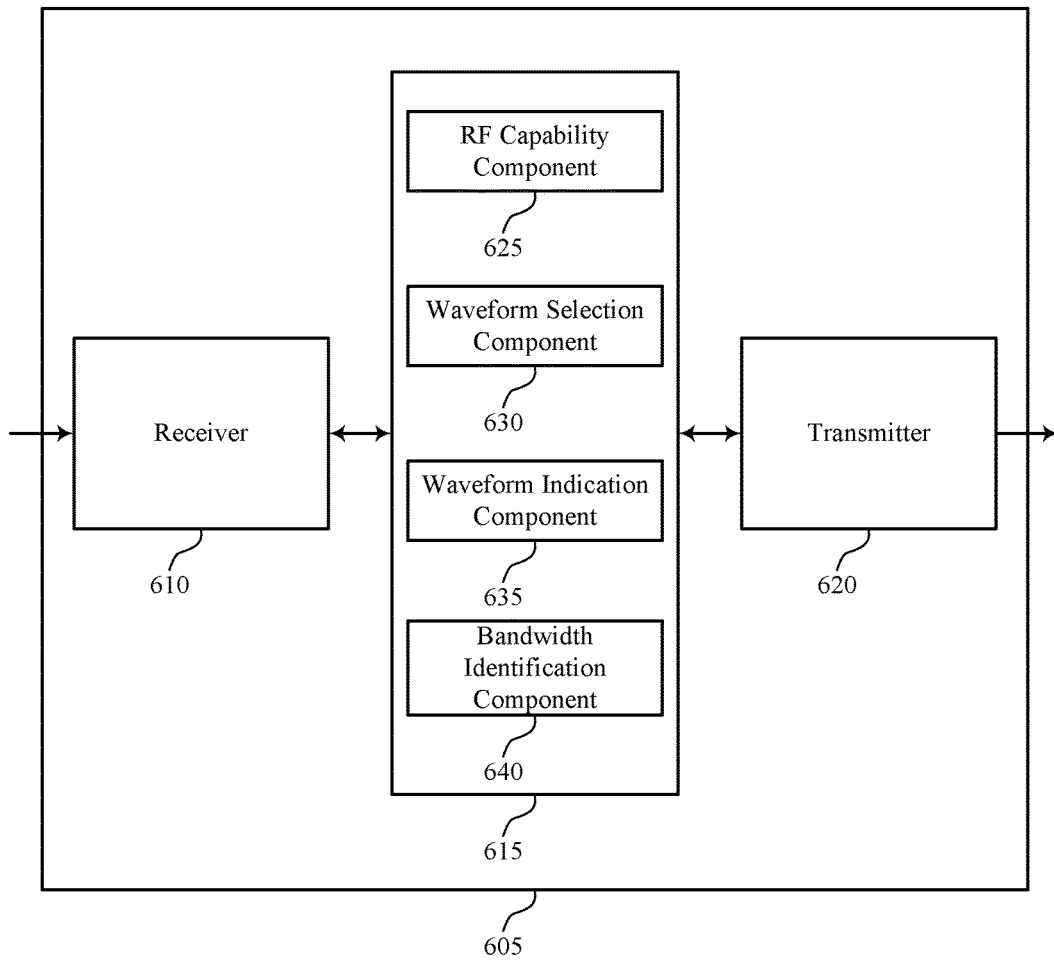 RF Capability
Component
625
Waveform Selection
Component
630
Receiver
610
Transmitter
620
Waveform Indication
Component
635
Bandwidth
Identification
Component
640
615
605